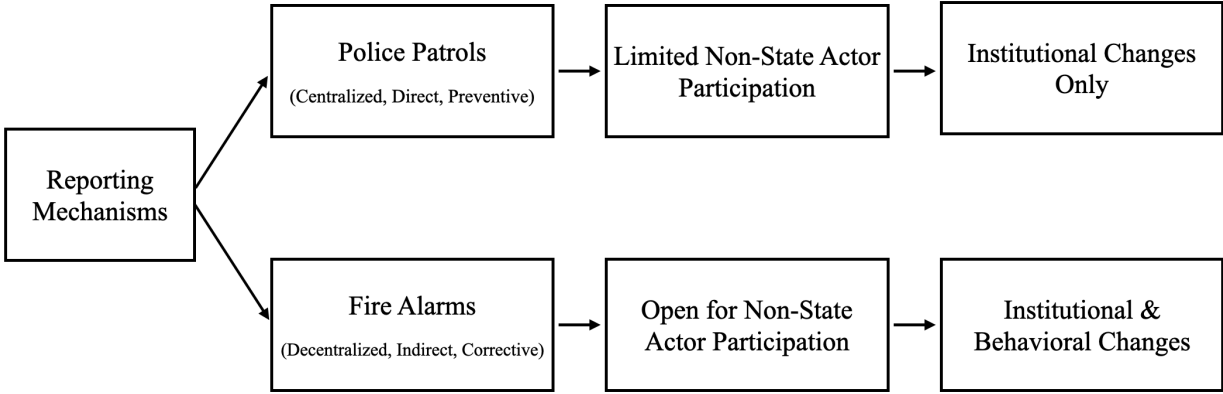 Reporting
Mechanisms
Police Patrols
(Centralized, Direct, Preventive)
Limited Non-State Actor
Participation
Institutional Changes
Only
Fire Alarms
(Decentralized, Indirect, Corrective)
Open for Non-State
Actor Participation
Institutional &
Behavioral Changes